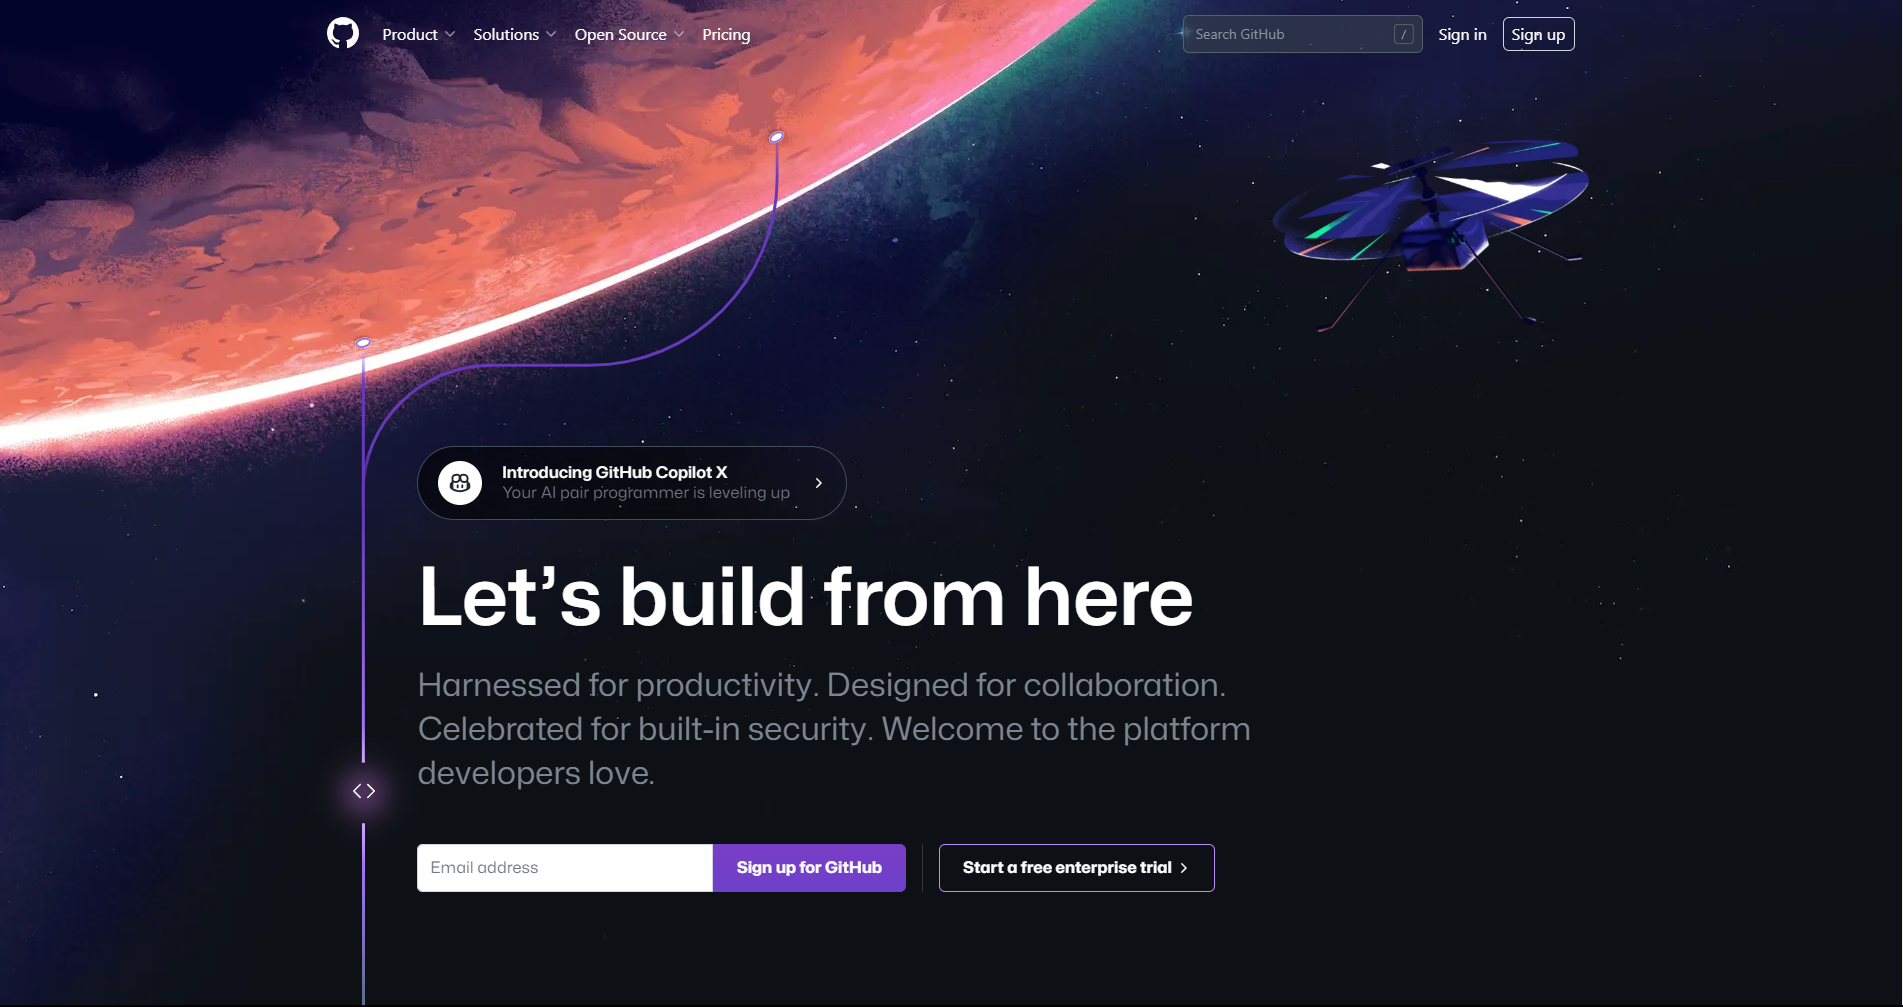 Product
Solutions
Open Source
Pricing
Search GitHub
/
Sign in
Sign up
Introducing GitHub Copilot X
Your AI pair programmer is leveling up
Let’s build from here
Harnessed for productivity. Designed for collaboration.
Celebrated for built-in security. Welcome to the platform
developers love.
Email address
Sign up for GitHub
Start a free enterprise trial